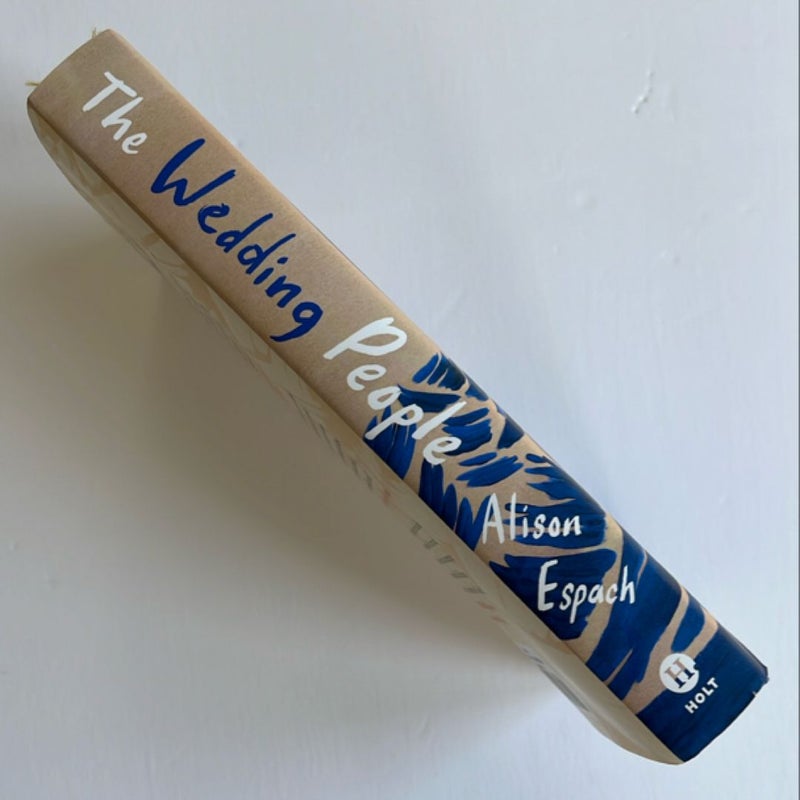 The Wedding People
Alison
Espach
H
HOLT